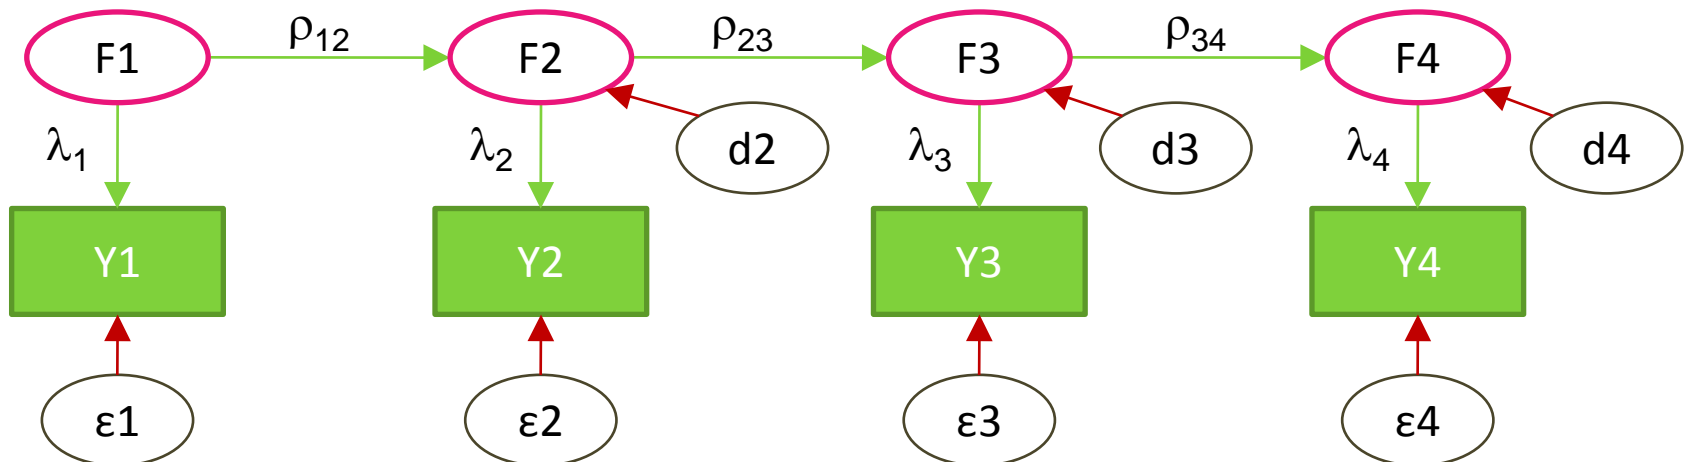 ρ12 ρ23 ρ34
F1 F2 F3 F4
λ1 λ2 d2 λ3 d3 λ4 d4
Y1 Y2 Y3 Y4
ε1 ε2 ε3 ε4